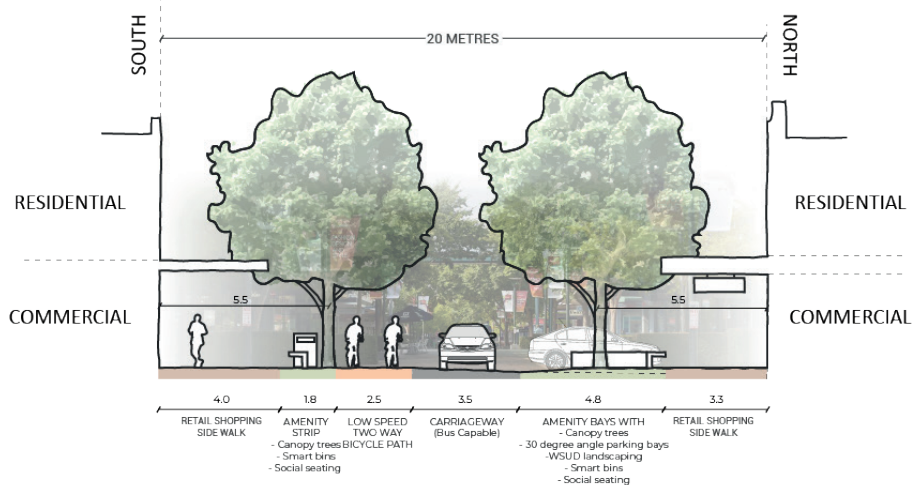 SOUTH
NORTH
20 METRES
RESIDENTIAL
RESIDENTIAL
5.5
5.5
COMMERCIAL
COMMERCIAL
4.0
1.8
2.5
3.5
4.8
3.3
RETAIL SHOPPING
SIDE WALK
AMENITY
STRIP
- Canopy trees
- Smart bins
- Social seating
LOW SPEED
TWO WAY
BICYCLE PATH
CARRIAGEWAY
(Bus Capable)
AMENITY BAYS WITH
- Canopy trees
- 30 degree angle parking bays
-WSUD landscaping
- Smart bins
- Social seating
RETAIL SHOPPING
SIDE WALK